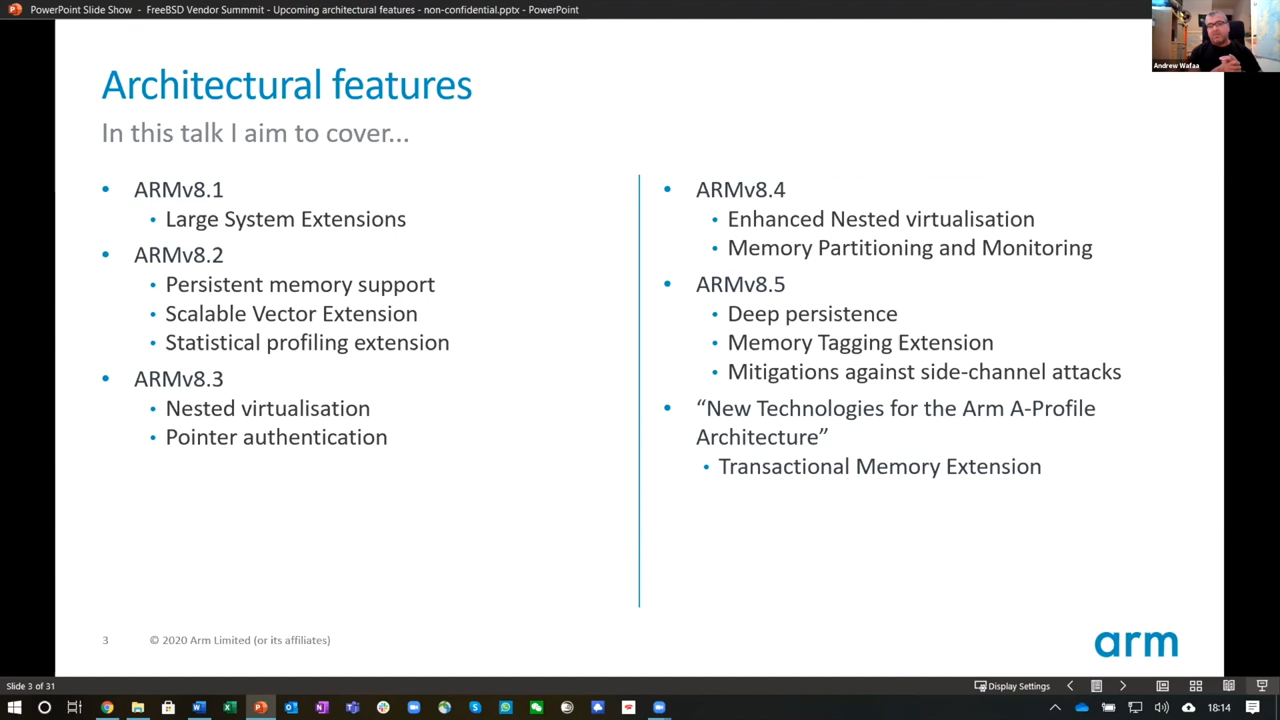 PowerPoint Slide Show - FreeBSD Vendor Summmit - Upcoming architectural features - non-confidential.pptx - PowerPoint
Andrew Wafaa
Architectural features
In this talk I aim to cover...
• ARMv8.1
• Large System Extensions
• ARMv8.2
• Persistent memory support
• Scalable Vector Extension
• Statistical profiling extension
• ARMv8.3
• Nested virtualisation
• Pointer authentication
• ARMv8.4
• Enhanced Nested virtualisation
• Memory Partitioning and Monitoring
• ARMv8.5
• Deep persistence
• Memory Tagging Extension
• Mitigations against side-channel attacks
• “New Technologies for the Arm A-Profile
Architecture”
• Transactional Memory Extension
3 © 2020 Arm Limited (or its affiliates)
arm
Slide 3 of 31
Display Settings
18:14